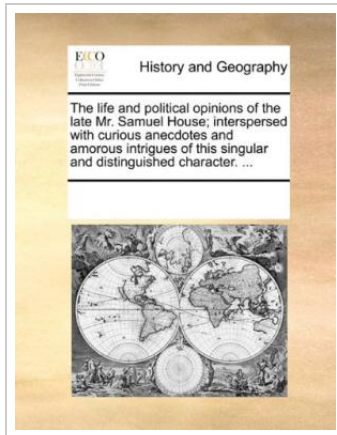 ECCO
History and Geography
The life and political opinions of the
late Mr. Samuel House; interspersed
with curious anecdotes and
amorous intrigues of this singular
and distinguished character. ...